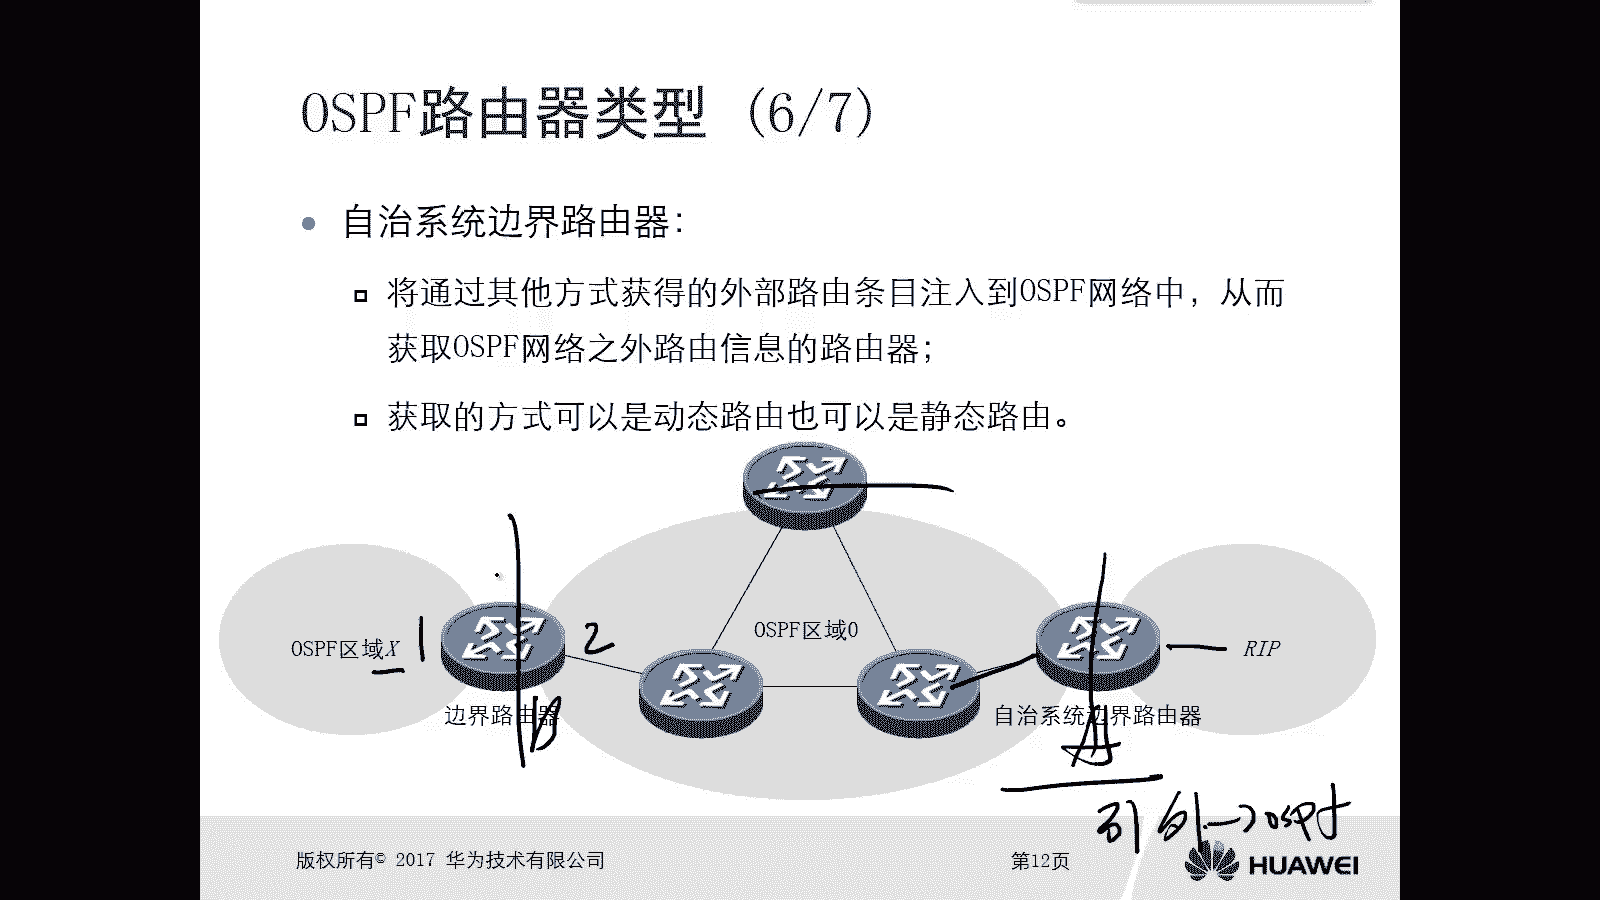 OSPF路由器类型 (6/7)
自治系统边界路由器:
将通过其他方式获得的外部路由条目注入到OSPF网络中，从而
获取OSPF网络之外路由信息的路由器;
获取的方式可以是动态路由也可以是静态路由。
OSPF区域X
1
2
OSPF区域0
RIP
边界路由器
B
自治系统边界路由器
A
引 外→ospf
版权所有© 2017 华为技术有限公司
第12页
HUAWEI